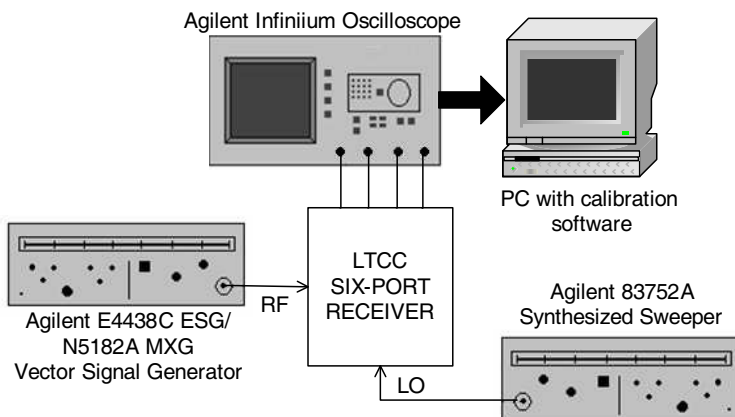 Agilent Infiniium Oscilloscope
PC with calibration
software
LTCC
SIX-PORT
RECEIVER
RF
Agilent E4438C ESG/
N5182A MXG
Vector Signal Generator
Agilent 83752A
Synthesized Sweeper
LO